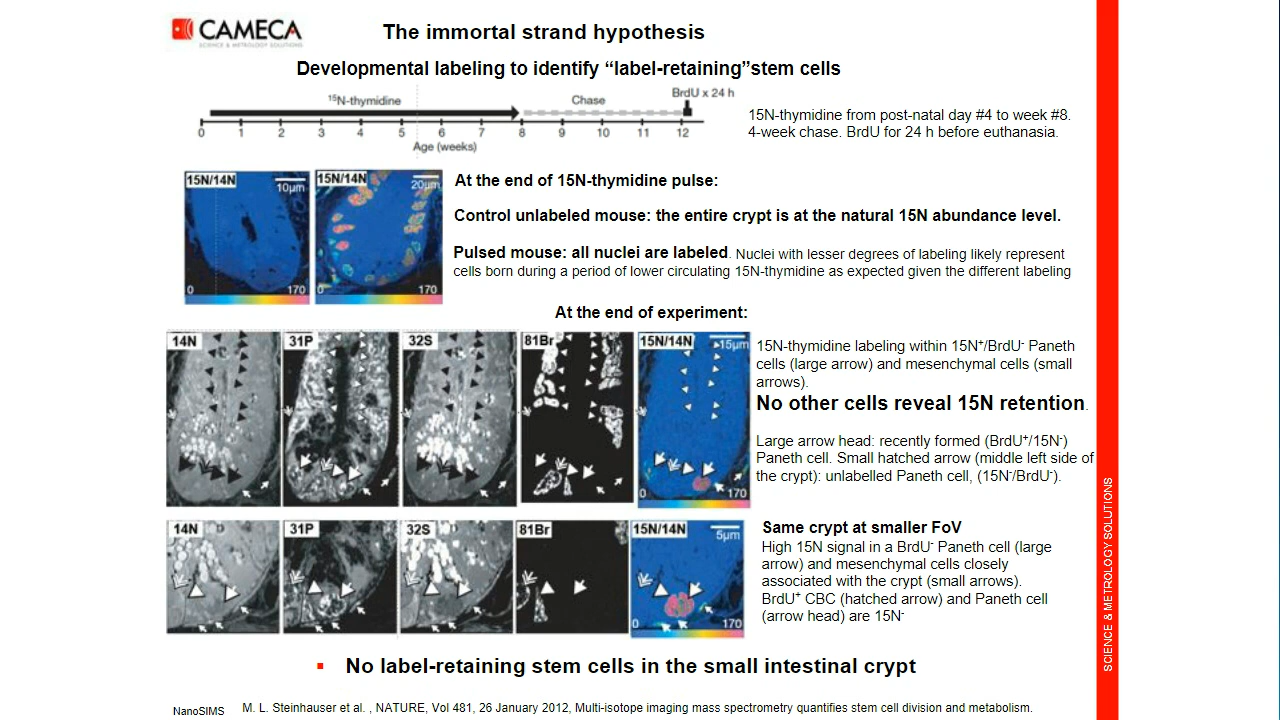 CAMECA
SCIENCE & METROLOGY SOLUTIONS
The immortal strand hypothesis
Developmental labeling to identify “label-retaining”stem cells
15N-thymidine
Chase
BrdU x 24 h
0 1 2 3 4 5 6 7 8 9 10 11 12
Age (weeks)
15N-thymidine from post-natal day #4 to week #8.
4-week chase. BrdU for 24 h before euthanasia.
15N/14N
10µm
0 170
15N/14N
20µm
0 170
At the end of 15N-thymidine pulse:
Control unlabeled mouse: the entire crypt is at the natural 15N abundance level.
Pulsed mouse: all nuclei are labeled. Nuclei with lesser degrees of labeling likely represent
cells born during a period of lower circulating 15N-thymidine as expected given the different labeling
At the end of experiment:
14N
31P
32S
81Br
15N/14N
15µm
0 170
15N-thymidine labeling within 15N⁺/BrdU⁻ Paneth
cells (large arrow) and mesenchymal cells (small
arrows).
No other cells reveal 15N retention.
Large arrow head: recently formed (BrdU⁺/15N⁻)
Paneth cell. Small hatched arrow (middle left side of
the crypt): unlabelled Paneth cell, (15N⁻/BrdU⁻).
14N
31P
32S
81Br
15N/14N
5µm
0 170
Same crypt at smaller FoV
High 15N signal in a BrdU⁻ Paneth cell (large
arrow) and mesenchymal cells closely
associated with the crypt (small arrows).
BrdU⁺ CBC (hatched arrow) and Paneth cell
(arrow head) are 15N⁻
▪ No label-retaining stem cells in the small intestinal crypt
NanoSIMS
M. L. Steinhauser et al. , NATURE, Vol 481, 26 January 2012, Multi-isotope imaging mass spectrometry quantifies stem cell division and metabolism.
SCIENCE & METROLOGY SOLUTIONS